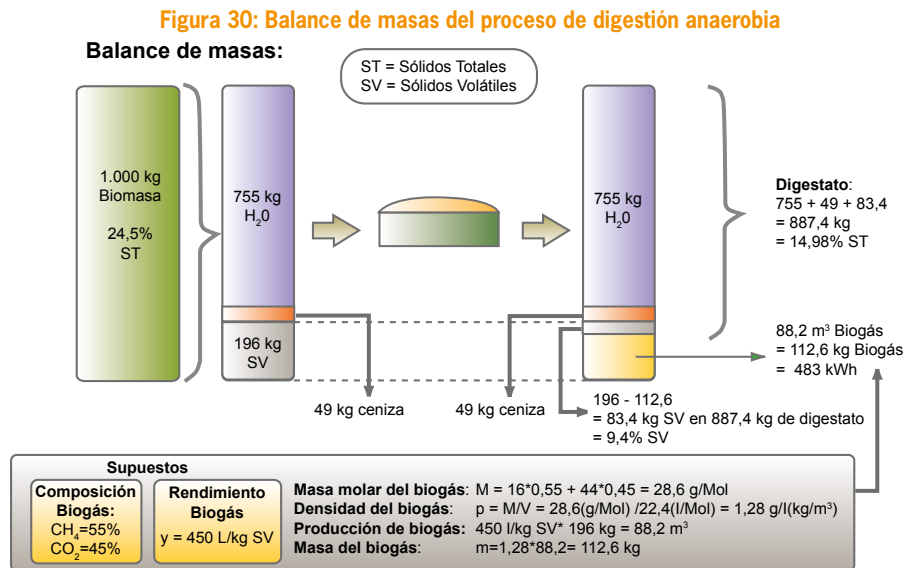 Figura 30: Balance de masas del proceso de digestión anaerobia
Balance de masas:
ST = Sólidos Totales
SV = Sólidos Volátiles
1.000 kg
Biomasa
24,5%
ST
755 kg
H₂0
196 kg
SV
755 kg
H₂0
Digestato:
755 + 49 + 83,4
= 887,4 kg
= 14,98% ST
88,2 m³ Biogás
= 112,6 kg Biogás
= 483 kWh
49 kg ceniza
49 kg ceniza
196 - 112,6
= 83,4 kg SV en 887,4 kg de digestato
= 9,4% SV
Supuestos
Composición
Biogás:
CH₄=55%
CO₂=45%
Rendimiento
Biogás
y = 450 L/kg SV
Masa molar del biogás: M = 16*0,55 + 44*0,45 = 28,6 g/Mol
Densidad del biogás: p = M/V = 28,6(g/Mol) /22,4(l/Mol) = 1,28 g/l(kg/m³)
Producción de biogás: 450 l/kg SV* 196 kg = 88,2 m³
Masa del biogás: m=1,28*88,2= 112,6 kg